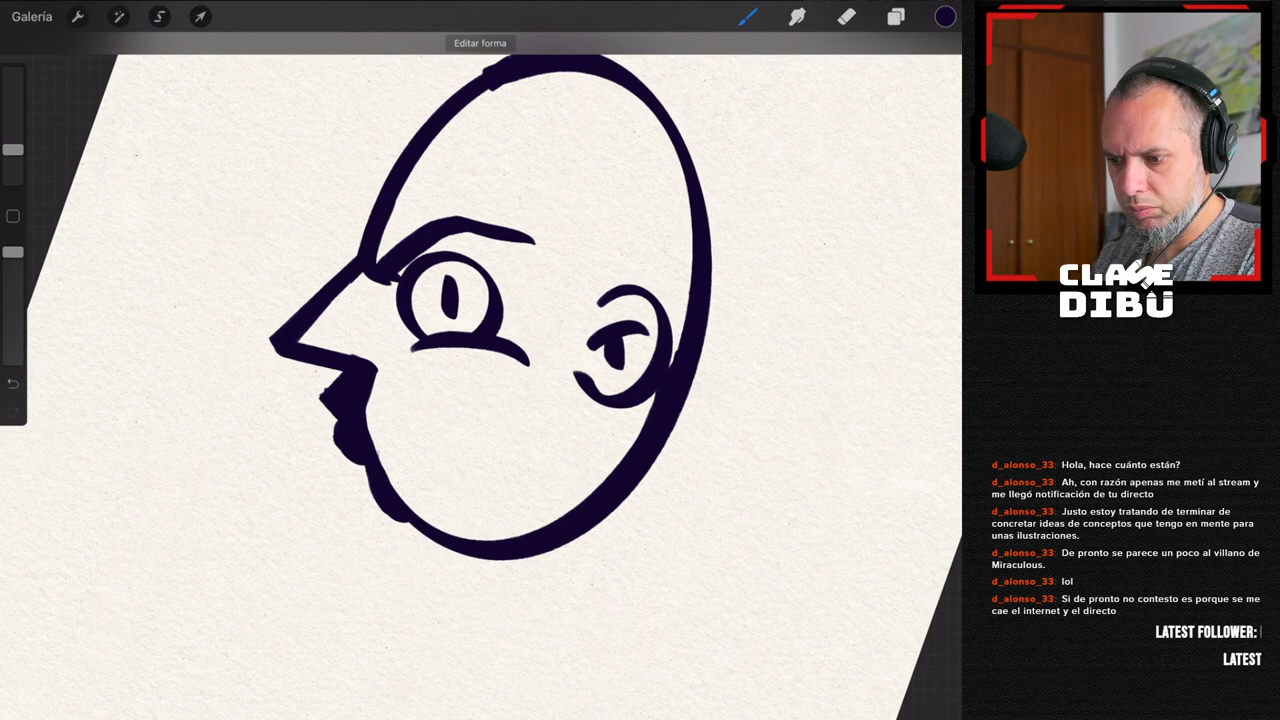 Galería
Editar forma
CLASE
DIBU
d_alonso_33: Hola, hace cuánto están?
d_alonso_33: Ah, con razón apenas me metí al stream y
me llegó notificación de tu directo
d_alonso_33: Justo estoy tratando de terminar de
concretar ideas de conceptos que tengo en mente para
unas ilustraciones.
d_alonso_33: De pronto se parece un poco al villano de
Miraculous.
d_alonso_33: lol
d_alonso_33: Si de pronto no contesto es porque se me
cae el internet y el directo
LATEST FOLLOWER:
LATEST